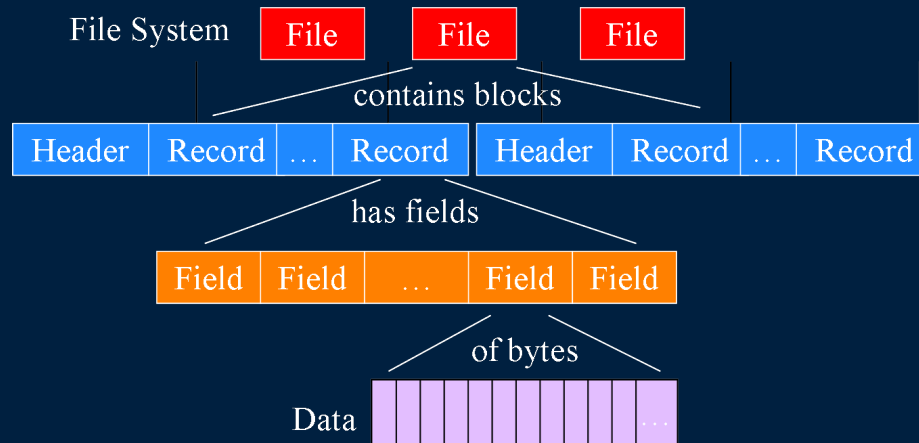 File System File File File
contains blocks
Header Record ... Record Header Record ... Record
has fields
Field Field ... Field Field
of bytes
Data ...